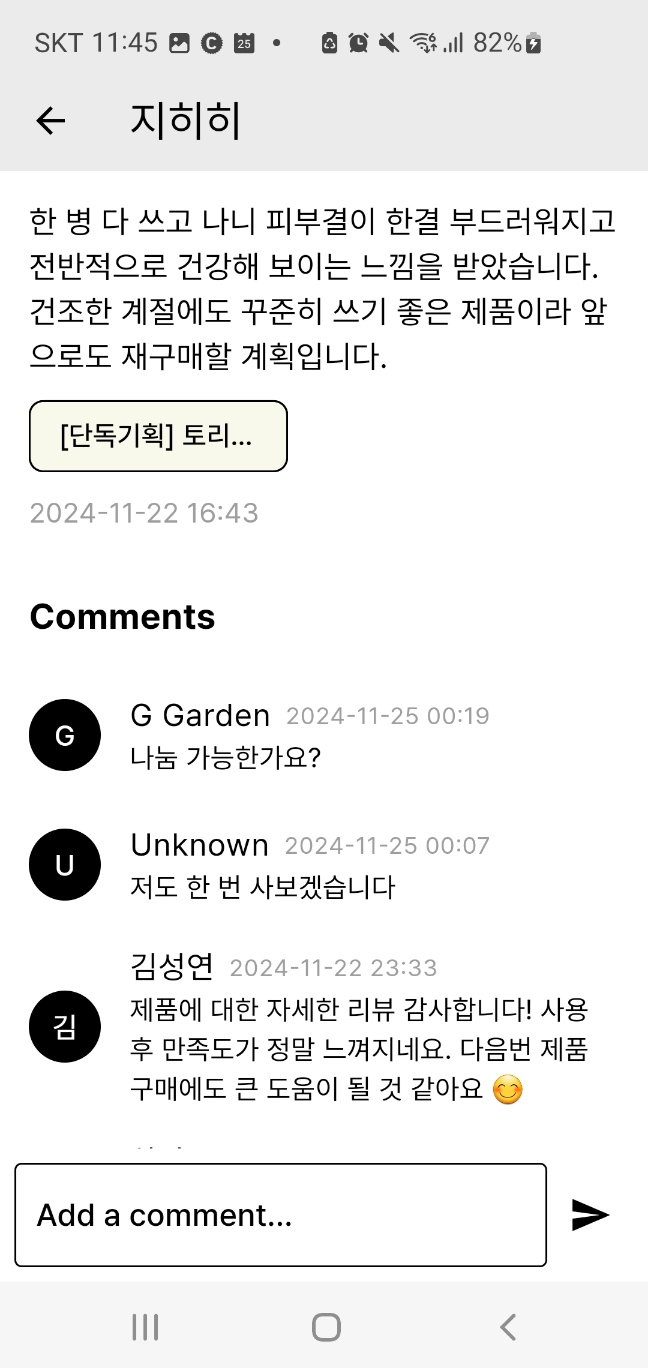 SKT 11:45 C 25 82%
지히히
한 병 다 쓰고 나니 피부결이 한결 부드러워지고
전반적으로 건강해 보이는 느낌을 받았습니다.
건조한 계절에도 꾸준히 쓰기 좋은 제품이라 앞
으로도 재구매할 계획입니다.
[단독기획] 토리...
2024-11-22 16:43
Comments
G
G Garden 2024-11-25 00:19
나눔 가능한가요?
U
Unknown 2024-11-25 00:07
저도 한 번 사보겠습니다
김
김성연 2024-11-22 23:33
제품에 대한 자세한 리뷰 감사합니다! 사용
후 만족도가 정말 느껴지네요. 다음번 제품
구매에도 큰 도움이 될 것 같아요 😊
Add a comment...